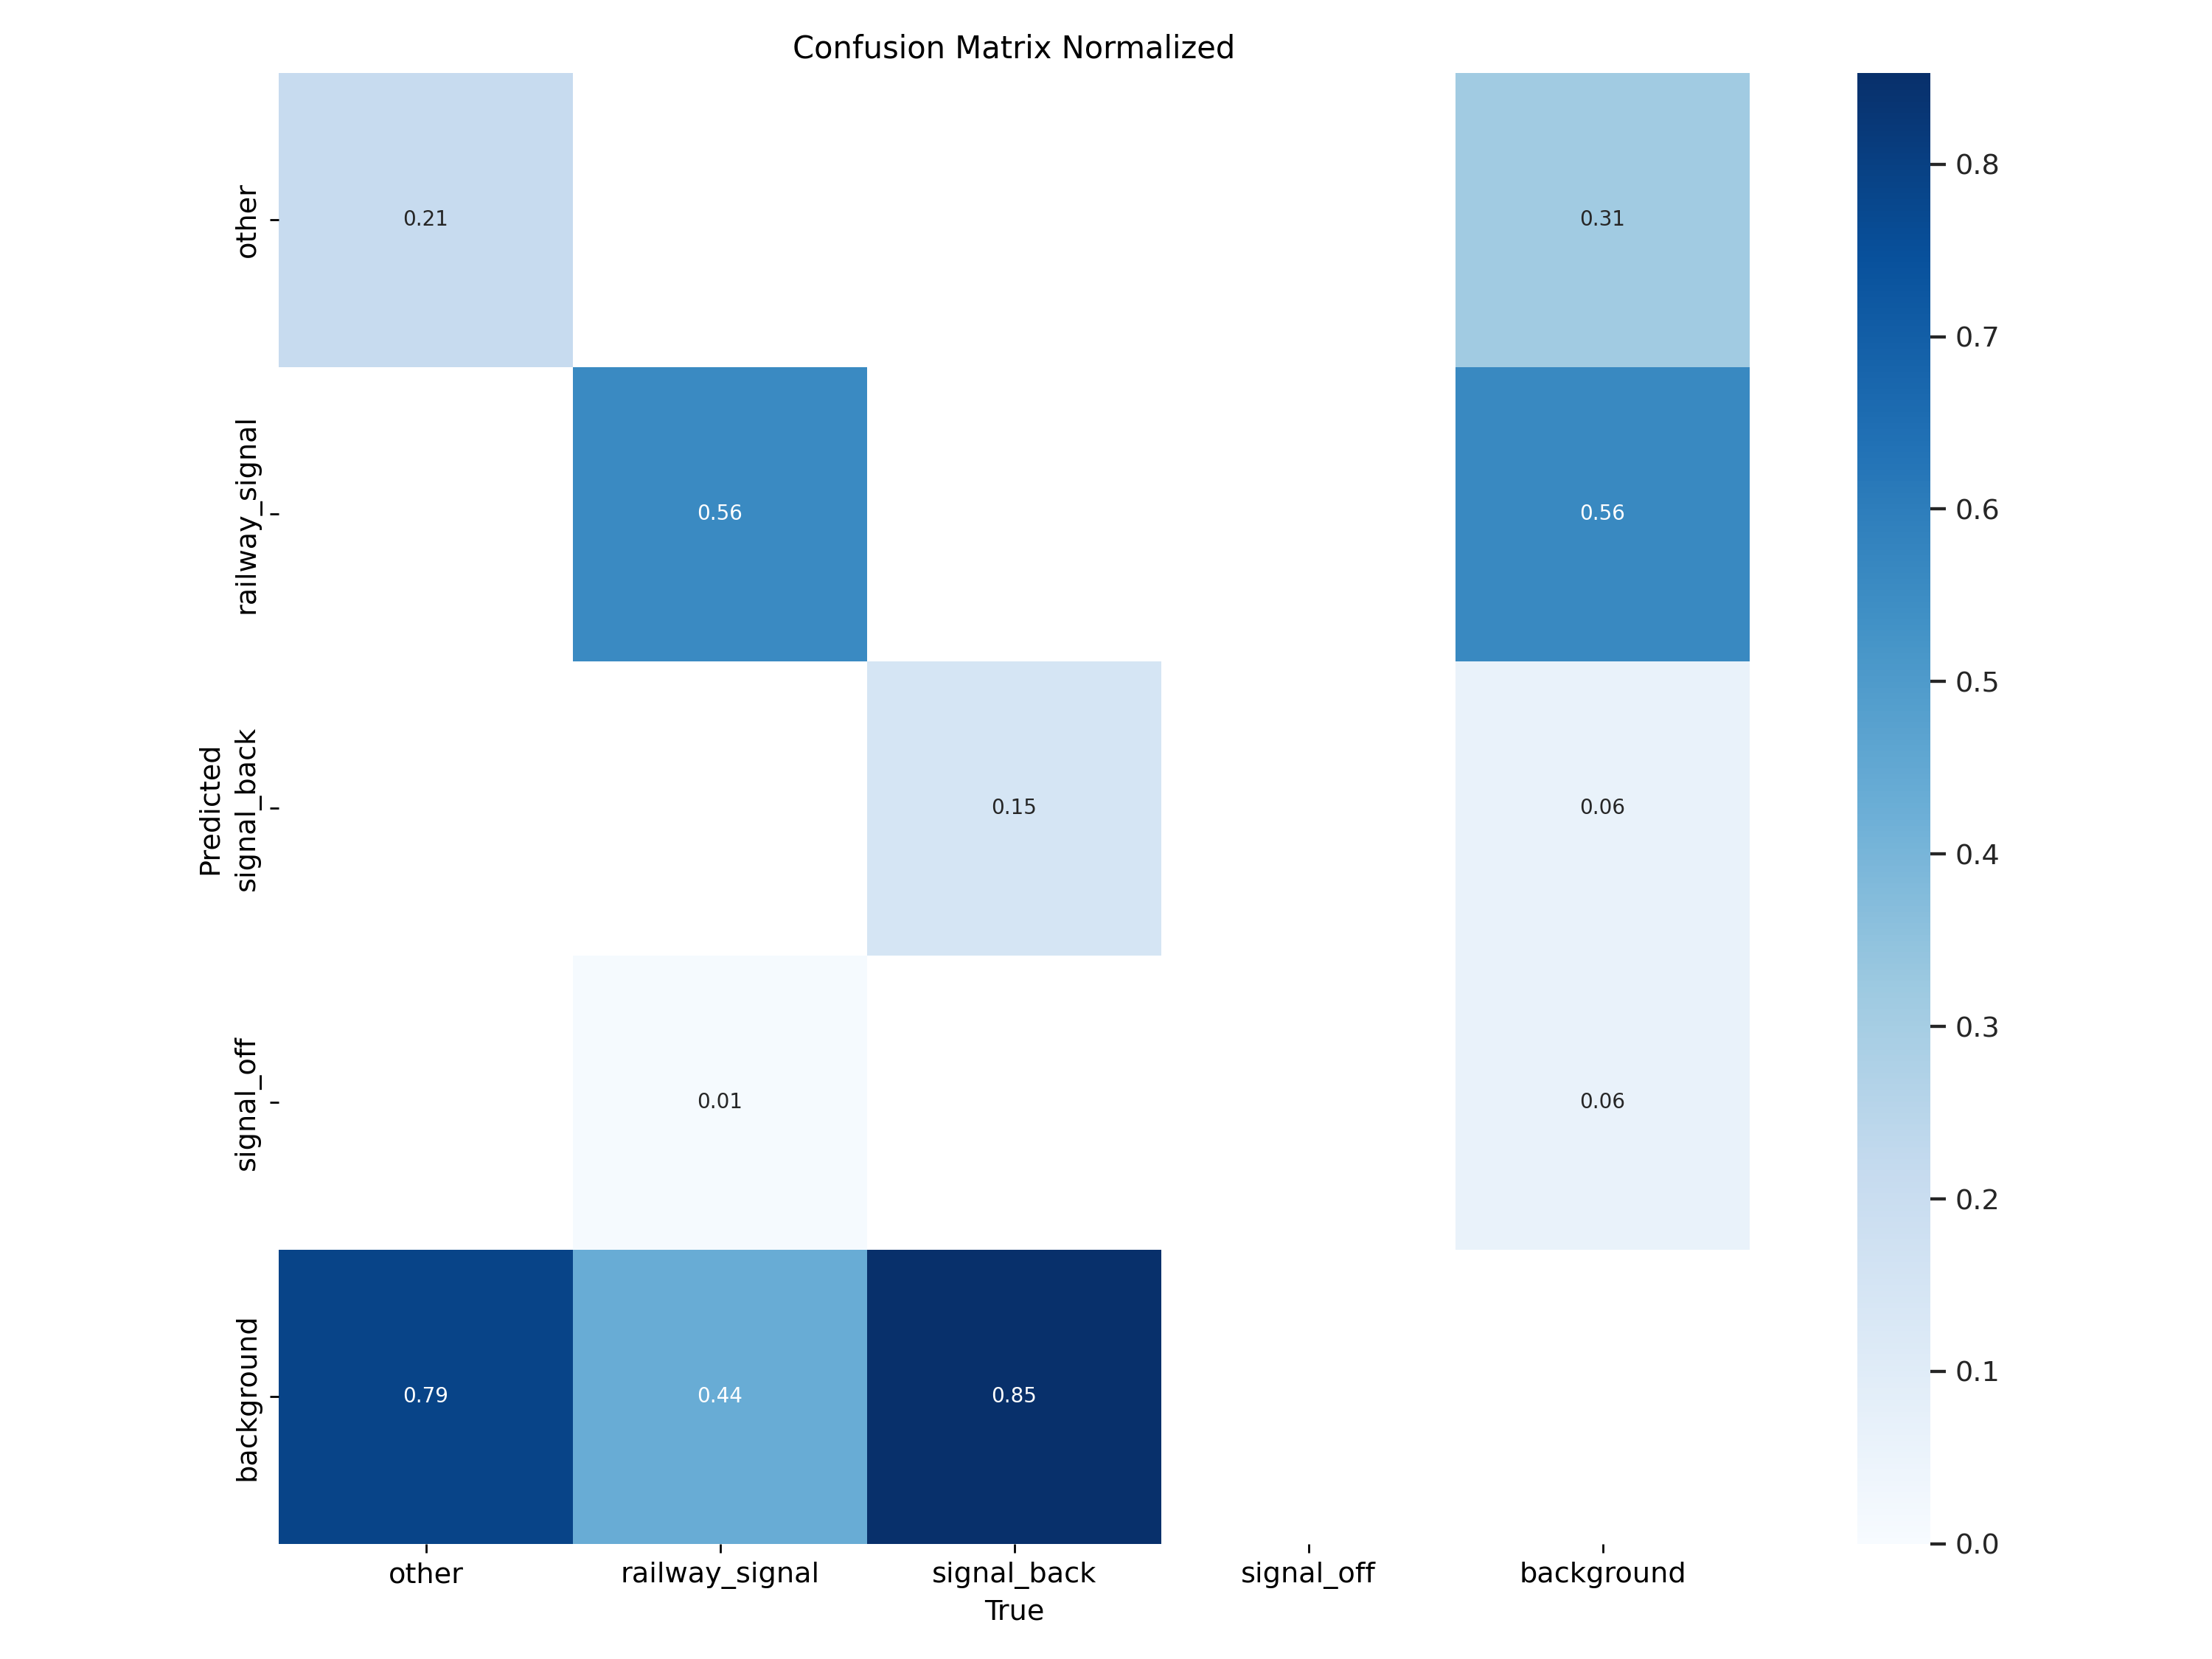 Confusion Matrix Normalized
other
0.21
0.31
railway_signal
0.56
0.56
Predicted
signal_back
0.15
0.06
signal_off
0.01
0.06
background
0.79
0.44
0.85
other
railway_signal
signal_back
signal_off
background
True
0.8
0.7
0.6
0.5
0.4
0.3
0.2
0.1
0.0